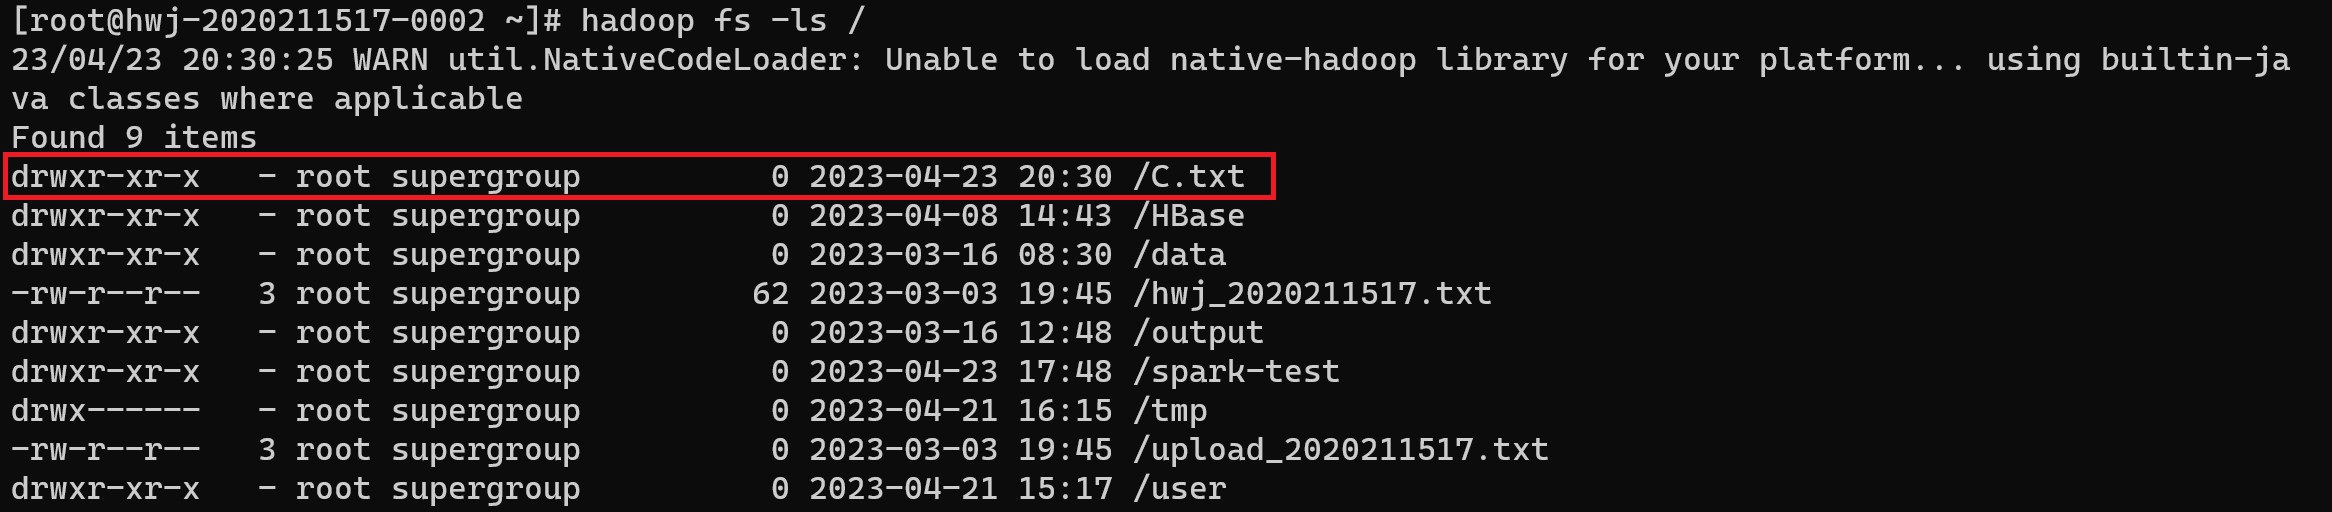 [root@hwj-2020211517-0002 ~]# hadoop fs -ls /
23/04/23 20:30:25 WARN util.NativeCodeLoader: Unable to load native-hadoop library for your platform... using builtin-ja
va classes where applicable
Found 9 items
drwxr-xr-x   - root supergroup          0 2023-04-23 20:30 /C.txt
drwxr-xr-x   - root supergroup          0 2023-04-08 14:43 /HBase
drwxr-xr-x   - root supergroup          0 2023-03-16 08:30 /data
-rw-r--r--   3 root supergroup         62 2023-03-03 19:45 /hwj_2020211517.txt
drwxr-xr-x   - root supergroup          0 2023-03-16 12:48 /output
drwxr-xr-x   - root supergroup          0 2023-04-23 17:48 /spark-test
drwx------   - root supergroup          0 2023-04-21 16:15 /tmp
-rw-r--r--   3 root supergroup          0 2023-03-03 19:45 /upload_2020211517.txt
drwxr-xr-x   - root supergroup          0 2023-04-21 15:17 /user